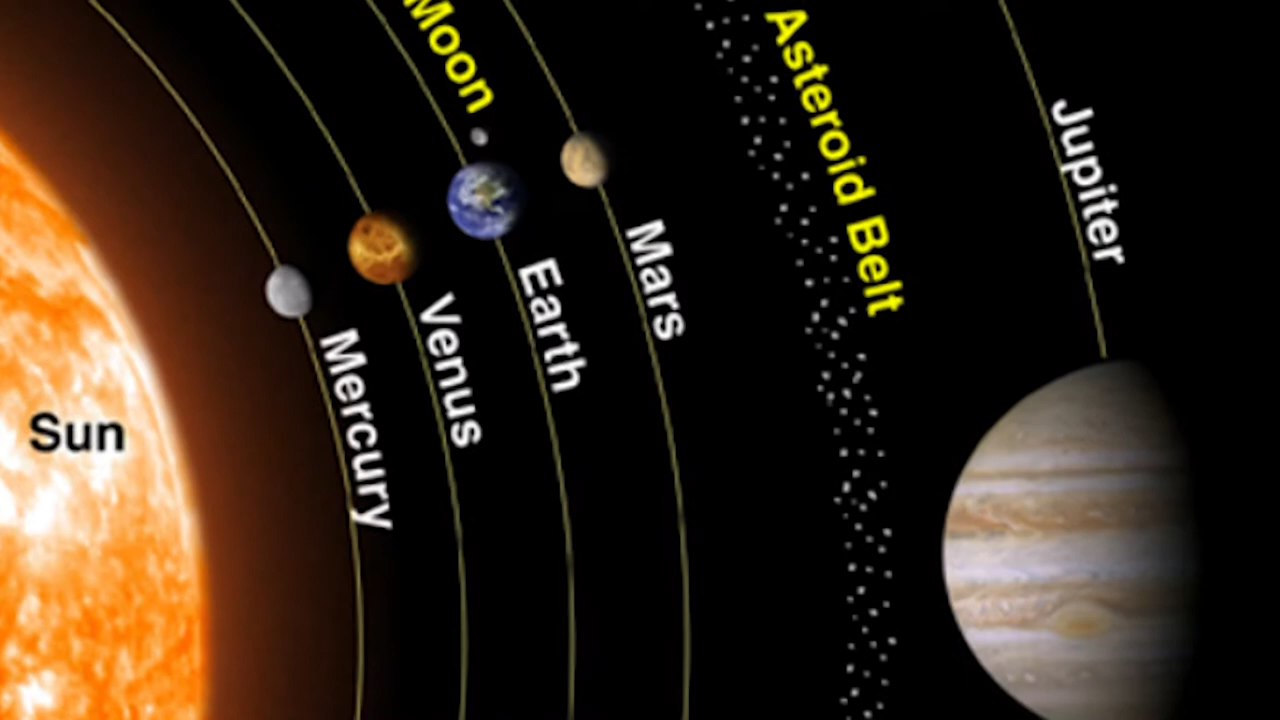 Sun
Mercury
Venus
Earth
Moon
Mars
Asteroid Belt
Jupiter